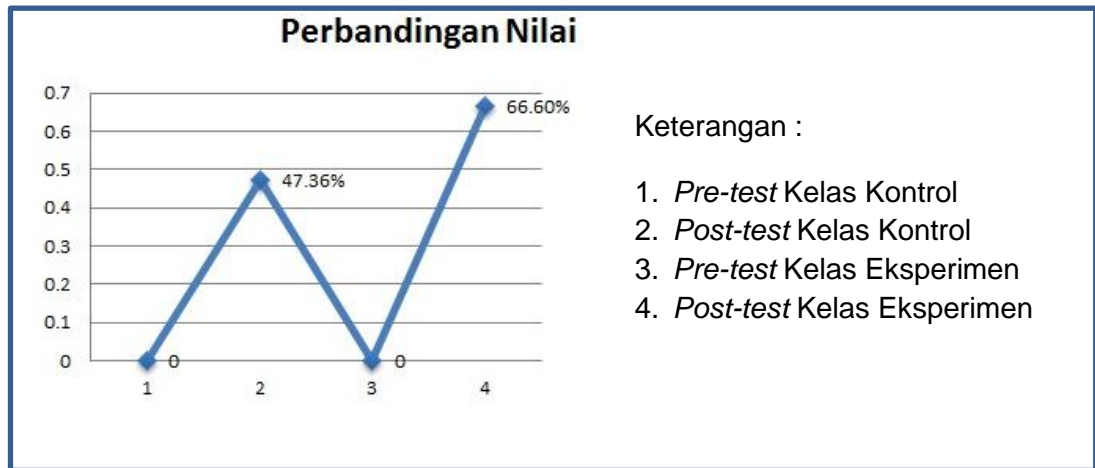 Perbandingan Nilai
0.7
0.6
0.5
0.4
0.3
0.2
0.1
0
0
47.36%
0
66.60%
1
2
3
4
Keterangan :
1. Pre-test Kelas Kontrol
2. Post-test Kelas Kontrol
3. Pre-test Kelas Eksperimen
4. Post-test Kelas Eksperimen